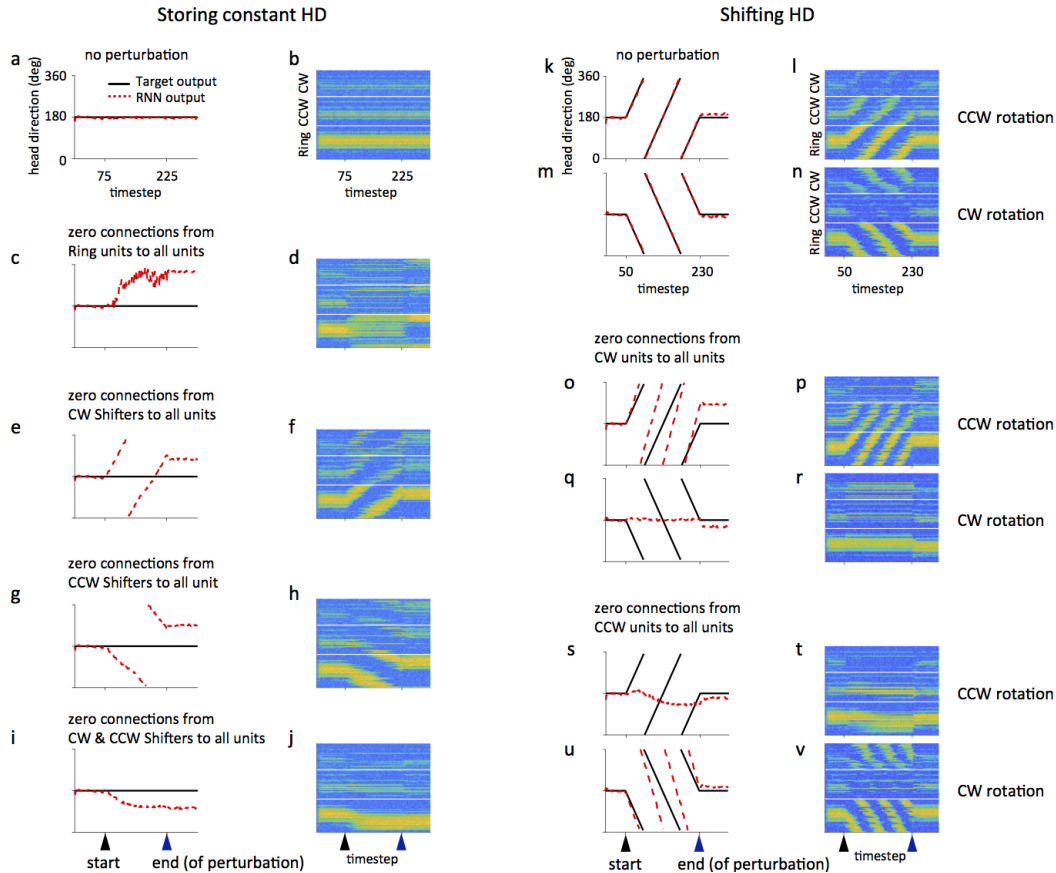 Storing constant HD
Shifting HD
no perturbation
a
b
head direction (deg)
360
180
0
Target output
RNN output
75
225
timestep
Ring CCW CW
75
225
timestep
zero connections from
Ring units to all units
c
d
zero connections from
CW Shifters to all units
e
f
zero connections from
CCW Shifters to all unit
g
h
zero connections from
CW & CCW Shifters to all units
i
j
start
end (of perturbation)
timestep
no perturbation
k
l
head direction (deg)
360
180
0
Ring CCW CW
CCW rotation
m
n
Ring CCW CW
CW rotation
50
230
timestep
50
230
timestep
zero connections from
CW units to all units
o
p
CCW rotation
q
r
CW rotation
zero connections from
CCW units to all units
s
t
CCW rotation
u
v
CW rotation
start
end (of perturbation)
timestep